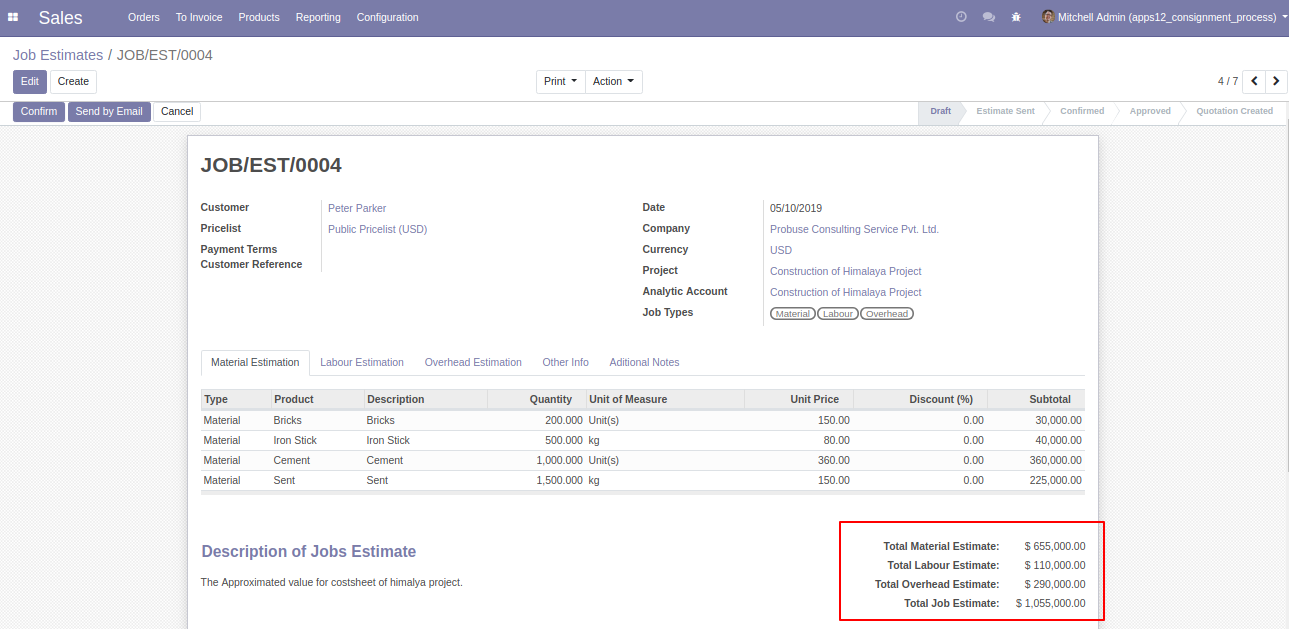 Sales Orders To Invoice Products Reporting Configuration Mitchell Admin (apps12_consignment_process)
Job Estimates / JOB/EST/0004
Edit Create Print Action 4 / 7
Confirm Send by Email Cancel Draft Estimate Sent Confirmed Approved Quotation Created
JOB/EST/0004
Customer Peter Parker Date 05/10/2019
Pricelist Public Pricelist (USD) Company Probuse Consulting Service Pvt. Ltd.
Payment Terms Currency USD
Customer Reference Project Construction of Himalaya Project
Analytic Account Construction of Himalaya Project
Job Types Material Labour Overhead
Material Estimation Labour Estimation Overhead Estimation Other Info Aditional Notes
Type Product Description Quantity Unit of Measure Unit Price Discount (%) Subtotal
Material Bricks Bricks 200.000 Unit(s) 150.00 0.00 30,000.00
Material Iron Stick Iron Stick 500.000 kg 80.00 0.00 40,000.00
Material Cement Cement 1,000.000 Unit(s) 360.00 0.00 360,000.00
Material Sent Sent 1,500.000 kg 150.00 0.00 225,000.00
Total Material Estimate: $ 655,000.00
Description of Jobs Estimate
Total Labour Estimate: $ 110,000.00
The Approximated value for costsheet of himalya project.
Total Overhead Estimate: $ 290,000.00
Total Job Estimate: $ 1,055,000.00